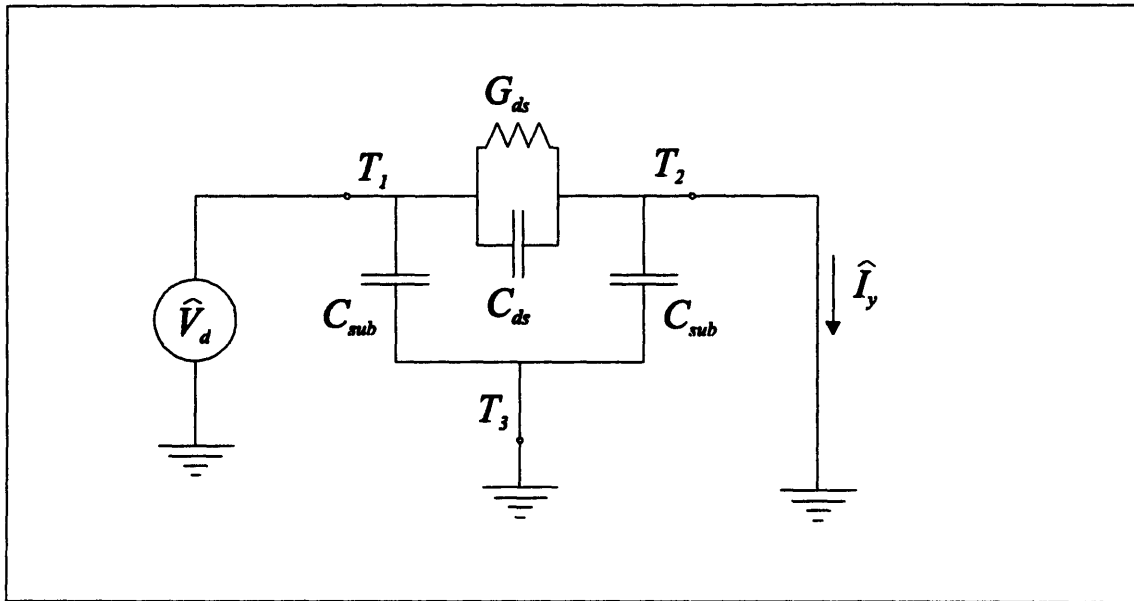 G_ds
T_1
T_2
V̂_d
C_sub
C_ds
C_sub
Î_y
T_3